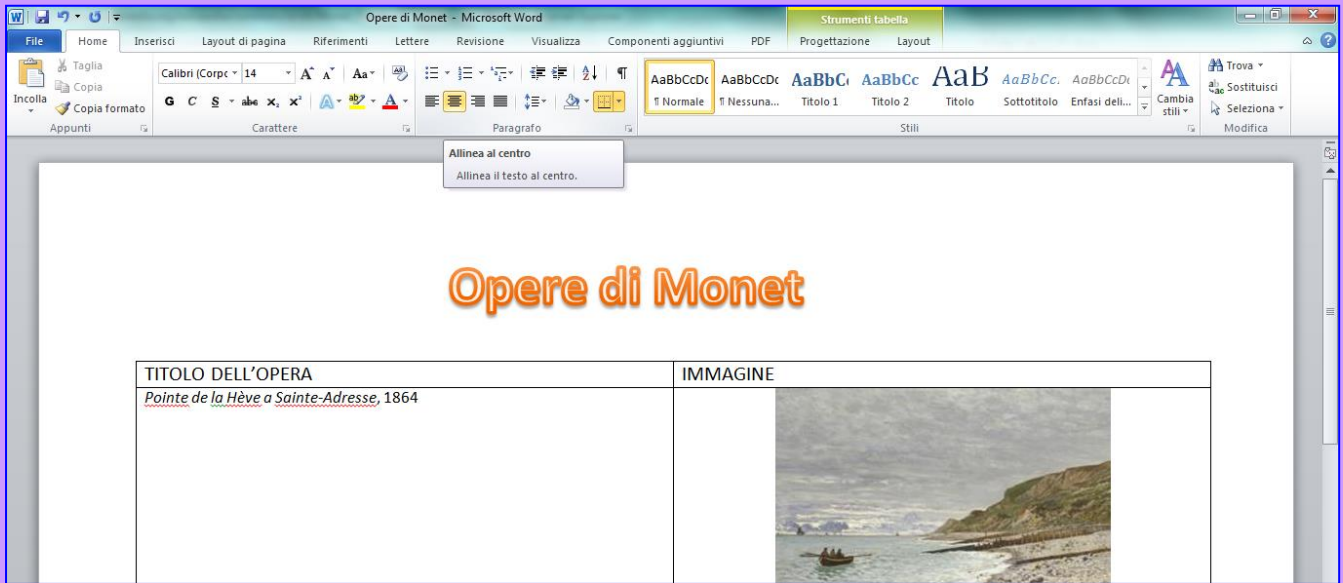 Opere di Monet - Microsoft Word
Strumenti tabella
File Home Inserisci Layout di pagina Riferimenti Lettere Revisione Visualizza Componenti aggiuntivi PDF Progettazione Layout
Incolla
Taglia
Copia
Copia formato
Appunti
Calibri (Corpc 14
G C S abc x₂ x²
Carattere
Paragrafo
AaBbCcDc AaBbCcDc AaBbC AaBbCc AaB AaBbCc. AaBbCcDc
¶ Normale ¶ Nessuna... Titolo 1 Titolo 2 Titolo Sottotitolo Enfasi deli...
Cambia stili
Stili
Trova
Sostituisci
Seleziona
Modifica
Allinea al centro
Allinea il testo al centro.
Opere di Monet
TITOLO DELL'OPERA IMMAGINE
Pointe de la Hève a Sainte-Adresse, 1864